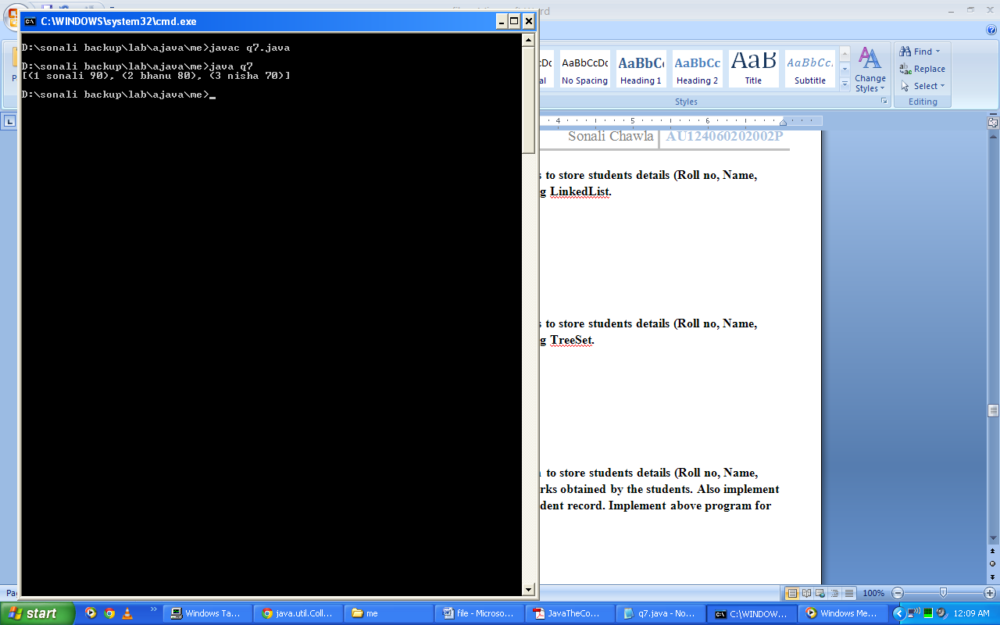 C:\WINDOWS\system32\cmd.exe
D:\sonali backup\lab\ajava\me>javac q7.java
D:\sonali backup\lab\ajava\me>java q7
[(1 sonali 90), (2 bhanu 80), (3 nisha 70)]
D:\sonali backup\lab\ajava\me>_
AaBbCcDc AaBbC AaBbCc AaB AaBbCc.
No Spacing Heading 1 Heading 2 Title Subtitle
Change Styles
Find
Replace
Select
Styles
Editing
4 5 6
Sonali Chawla AU124060202002P
to store students details (Roll no, Name,
LinkedList.
to store students details (Roll no, Name,
TreeSet.
to store students details (Roll no, Name,
obtained by the students. Also implement
record. Implement above program for
100%
start
»
Windows Ta...
java.util.Coll...
me
file - Microso...
JavaTheCo...
q7.java - No...
C:\WINDOW...
Windows Me...
12:09 AM